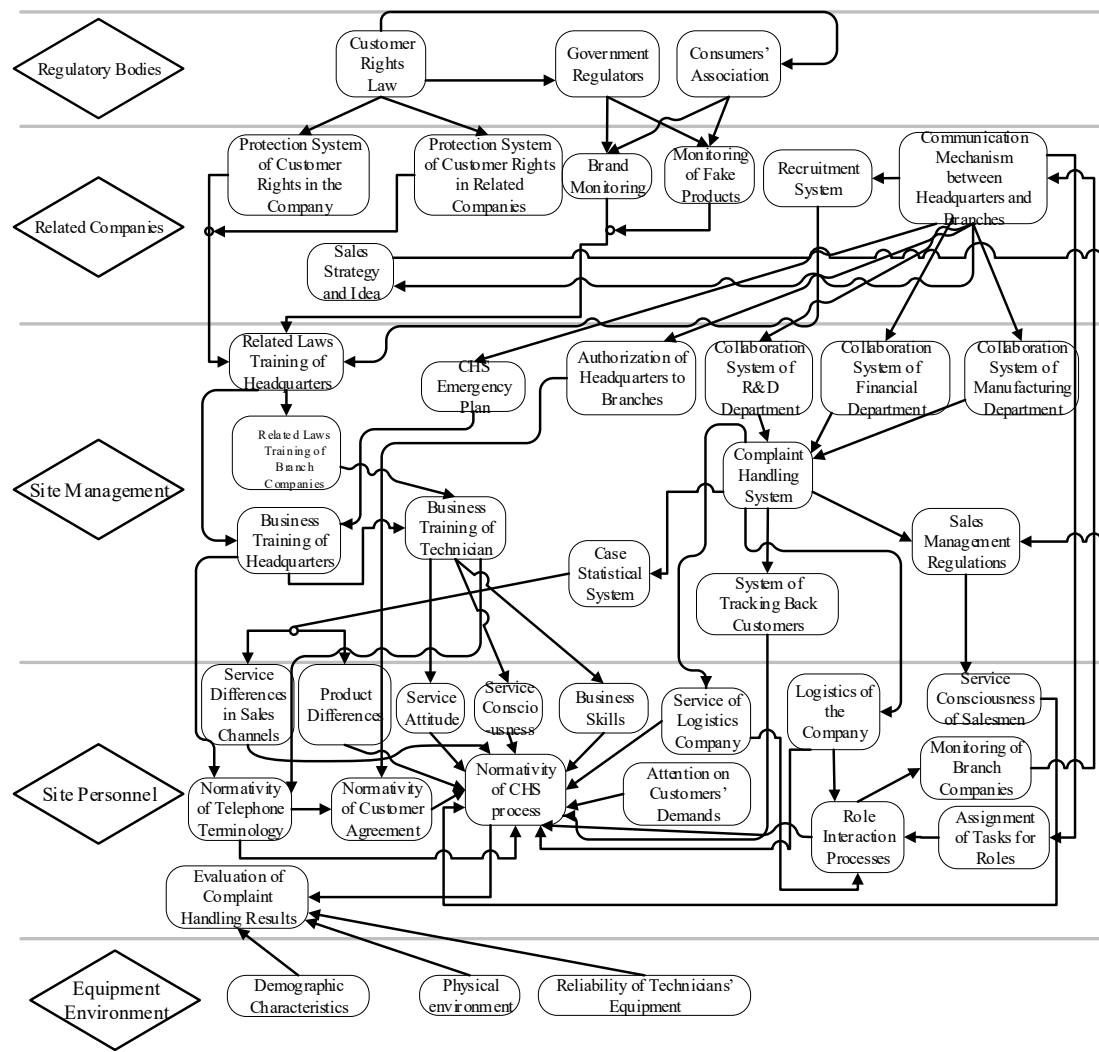 Regulatory Bodies
Customer
Rights
Law
Government
Regulators
Consumers’
Association
Related Companies
Protection System
of Customer
Rights in the
Company
Protection System
of Customer Rights
in Related
Companies
Brand
Monitoring
Monitoring
of Fake
Products
Recruitment
System
Communication
Mechanism
between
Headquarters and
Branches
Sales
Strategy
and Idea
Site Management
Related Laws
Training of
Headquarters
CHS
Emergency
Plan
Authorization of
Headquarters to
Branches
Collaboration
System of
R&D
Department
Collaboration
System of
Financial
Department
Collaboration
System of
Manufacturing
Department
Related Laws
Training of
Branch
Companies
Complaint
Handling
System
Business
Training of
Headquarters
Business
Training of
Technician
Case
Statistical
System
System of
Tracking Back
Customers
Sales
Management
Regulations
Site Personnel
Service
Differences
in Sales
Channels
Product
Differences
Service
Attitude
Service
Conscio
-usness
Business
Skills
Service of
Logistics
Company
Logistics of
the
Company
Service
Consciousness
of Salesmen
Normativity
of Telephone
Terminology
Normativity
of Customer
Agreement
Normativity
of CHS
process
Attention on
Customers’
Demands
Role
Interaction
Processes
Monitoring of
Branch
Companies
Assignment
of Tasks for
Roles
Evaluation of
Complaint
Handling Results
Equipment
Environment
Demographic
Characteristics
Physical
environment
Reliability of Technicians’
Equipment